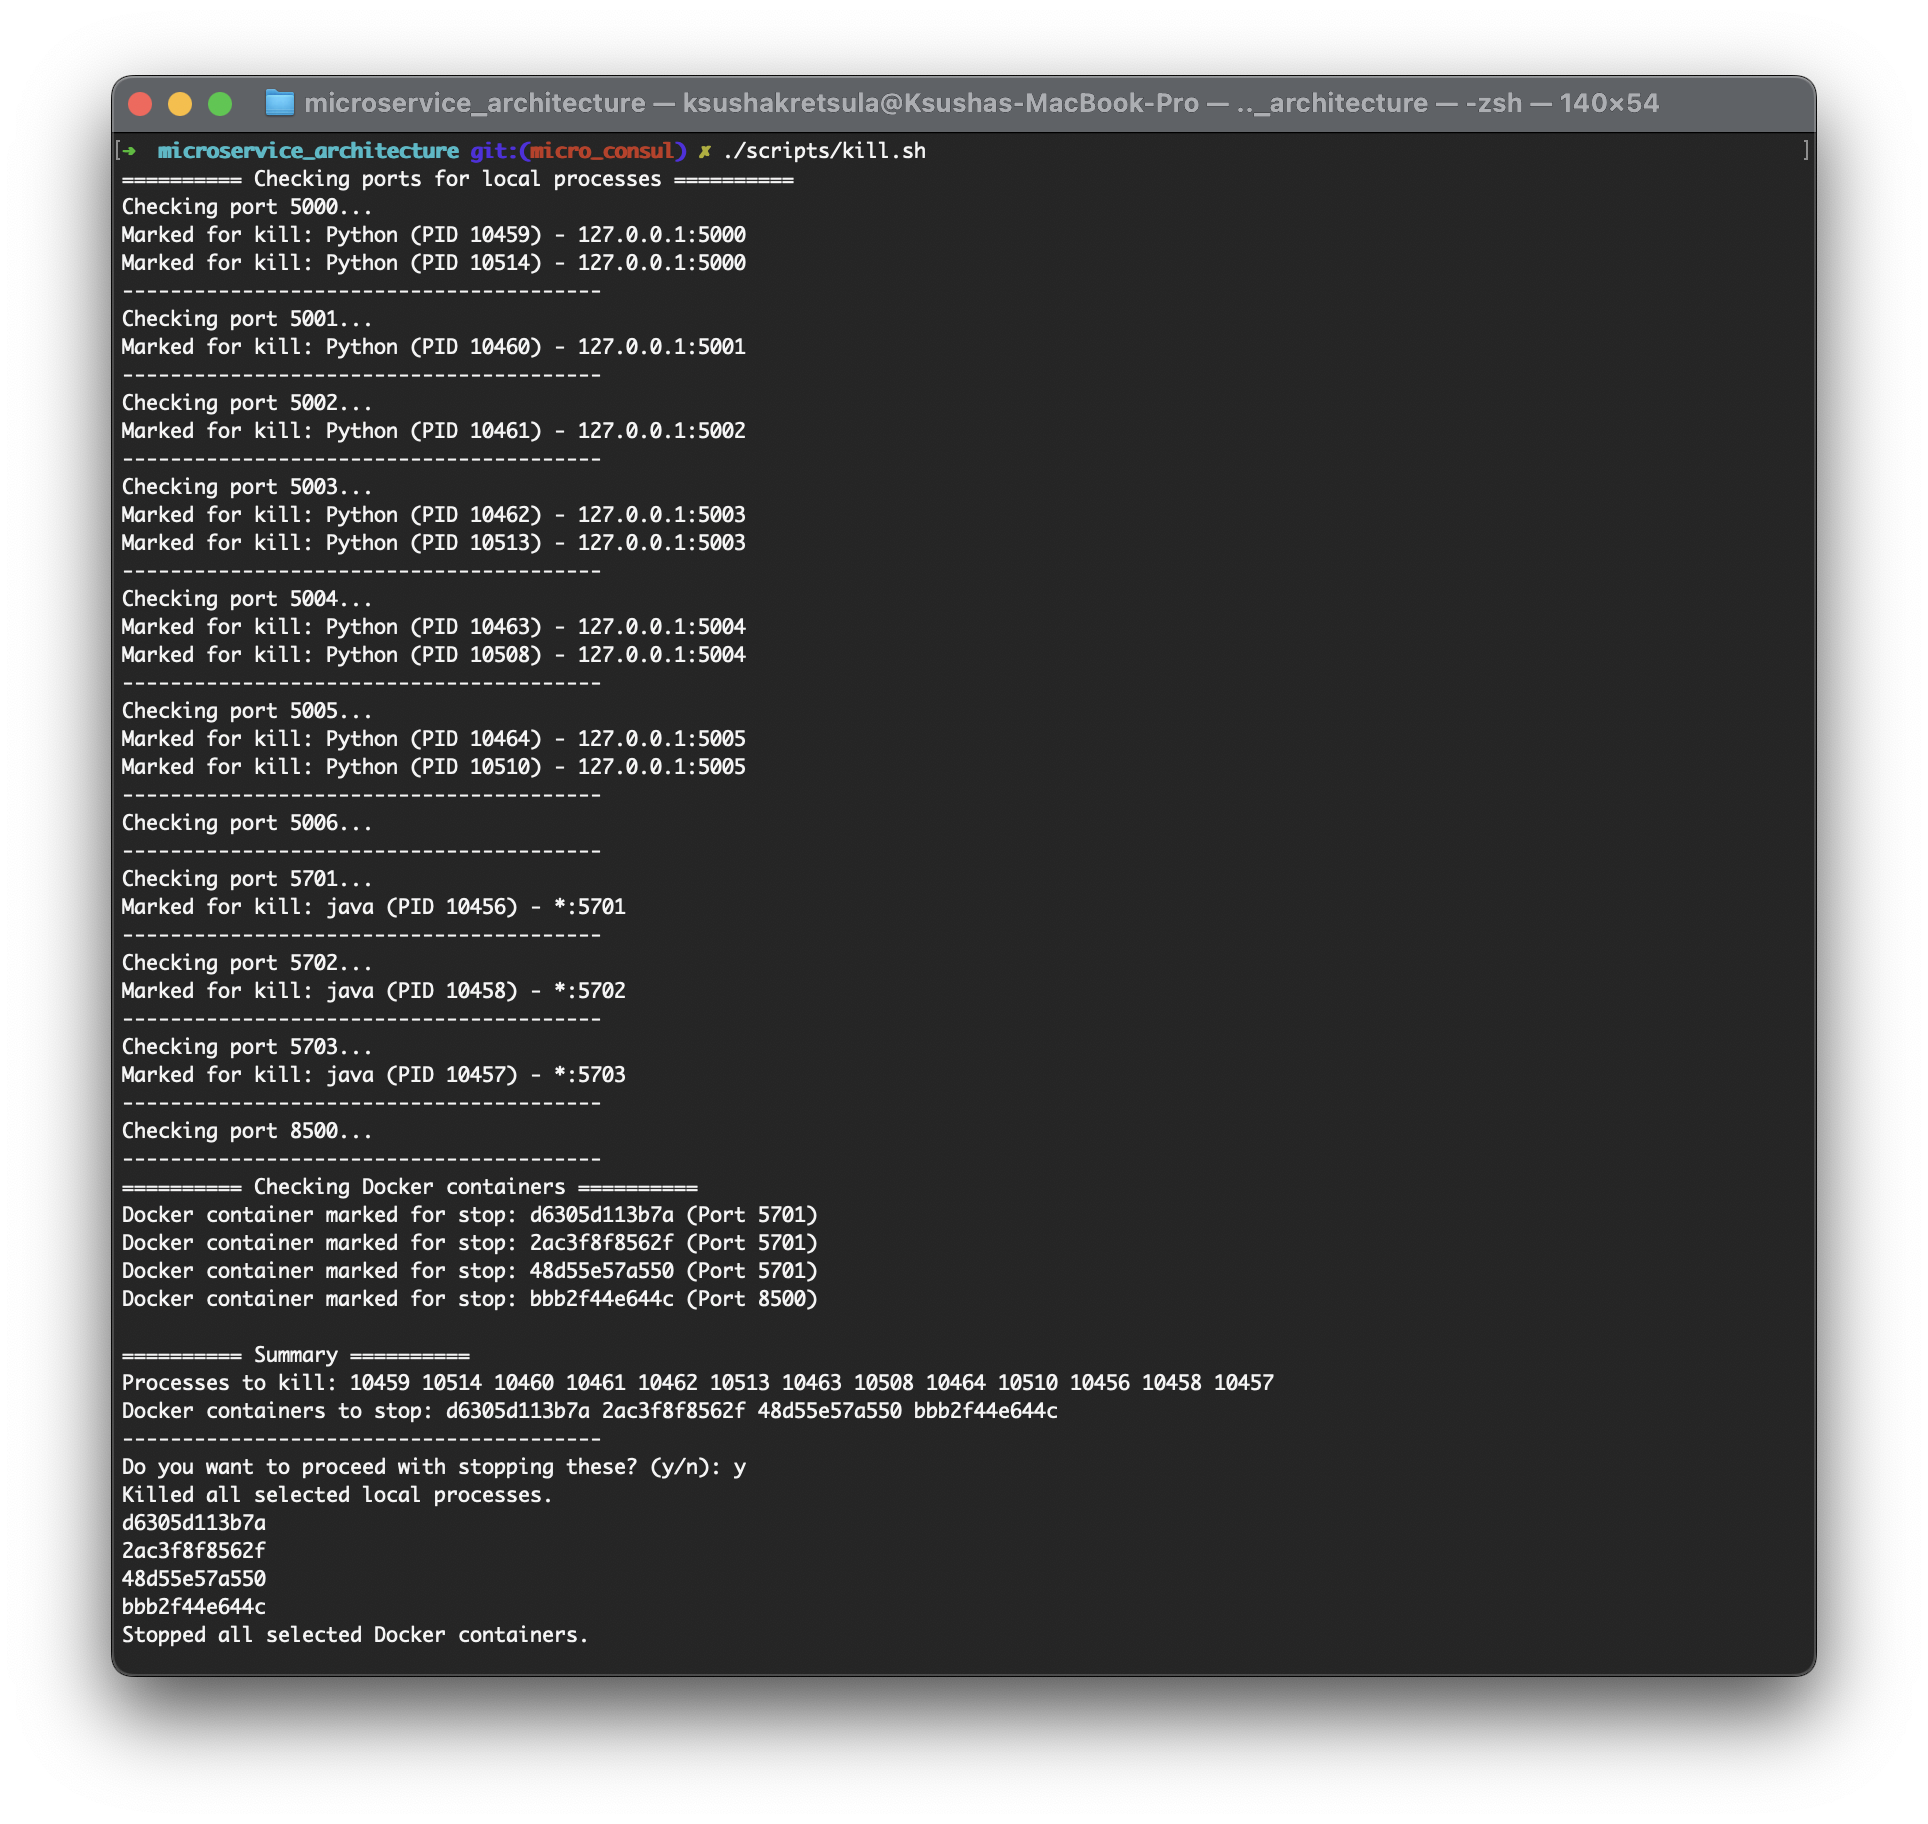 microservice_architecture — ksushakretsula@Ksushas-MacBook-Pro — .._architecture — -zsh — 140×54
[➜  microservice_architecture git:(micro_consul) ✗ ./scripts/kill.sh ]
========== Checking ports for local processes ==========
Checking port 5000...
Marked for kill: Python (PID 10459) - 127.0.0.1:5000
Marked for kill: Python (PID 10514) - 127.0.0.1:5000
----------------------------------------
Checking port 5001...
Marked for kill: Python (PID 10460) - 127.0.0.1:5001
----------------------------------------
Checking port 5002...
Marked for kill: Python (PID 10461) - 127.0.0.1:5002
----------------------------------------
Checking port 5003...
Marked for kill: Python (PID 10462) - 127.0.0.1:5003
Marked for kill: Python (PID 10513) - 127.0.0.1:5003
----------------------------------------
Checking port 5004...
Marked for kill: Python (PID 10463) - 127.0.0.1:5004
Marked for kill: Python (PID 10508) - 127.0.0.1:5004
----------------------------------------
Checking port 5005...
Marked for kill: Python (PID 10464) - 127.0.0.1:5005
Marked for kill: Python (PID 10510) - 127.0.0.1:5005
----------------------------------------
Checking port 5006...
----------------------------------------
Checking port 5701...
Marked for kill: java (PID 10456) - *:5701
----------------------------------------
Checking port 5702...
Marked for kill: java (PID 10458) - *:5702
----------------------------------------
Checking port 5703...
Marked for kill: java (PID 10457) - *:5703
----------------------------------------
Checking port 8500...
----------------------------------------
========== Checking Docker containers ==========
Docker container marked for stop: d6305d113b7a (Port 5701)
Docker container marked for stop: 2ac3f8f8562f (Port 5701)
Docker container marked for stop: 48d55e57a550 (Port 5701)
Docker container marked for stop: bbb2f44e644c (Port 8500)
========== Summary ==========
Processes to kill: 10459 10514 10460 10461 10462 10513 10463 10508 10464 10510 10456 10458 10457
Docker containers to stop: d6305d113b7a 2ac3f8f8562f 48d55e57a550 bbb2f44e644c
----------------------------------------
Do you want to proceed with stopping these? (y/n): y
Killed all selected local processes.
d6305d113b7a
2ac3f8f8562f
48d55e57a550
bbb2f44e644c
Stopped all selected Docker containers.